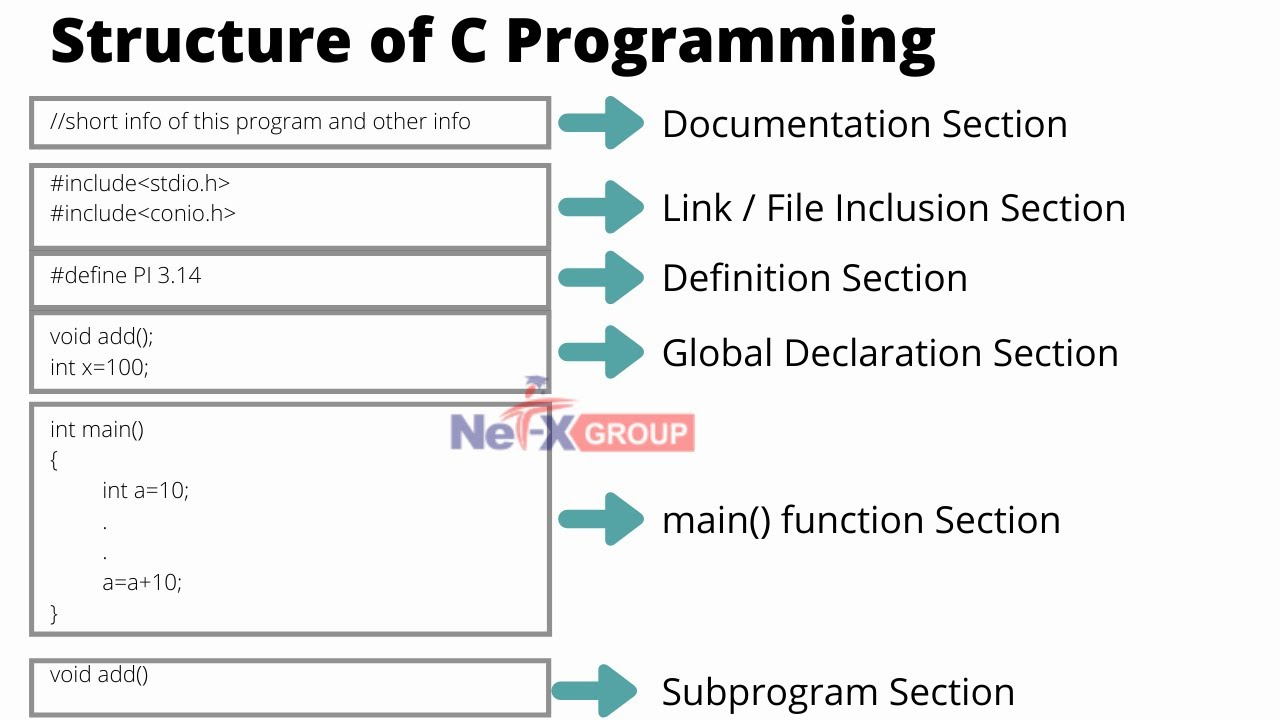 Structure of C Programming
//short info of this program and other info
Documentation Section
#include<stdio.h>
#include<conio.h>
Link / File Inclusion Section
#define PI 3.14
Definition Section
void add();
int x=100;
Global Declaration Section
Net-X GROUP
int main()
{
int a=10;
.
.
a=a+10;
}
main() function Section
void add()
Subprogram Section